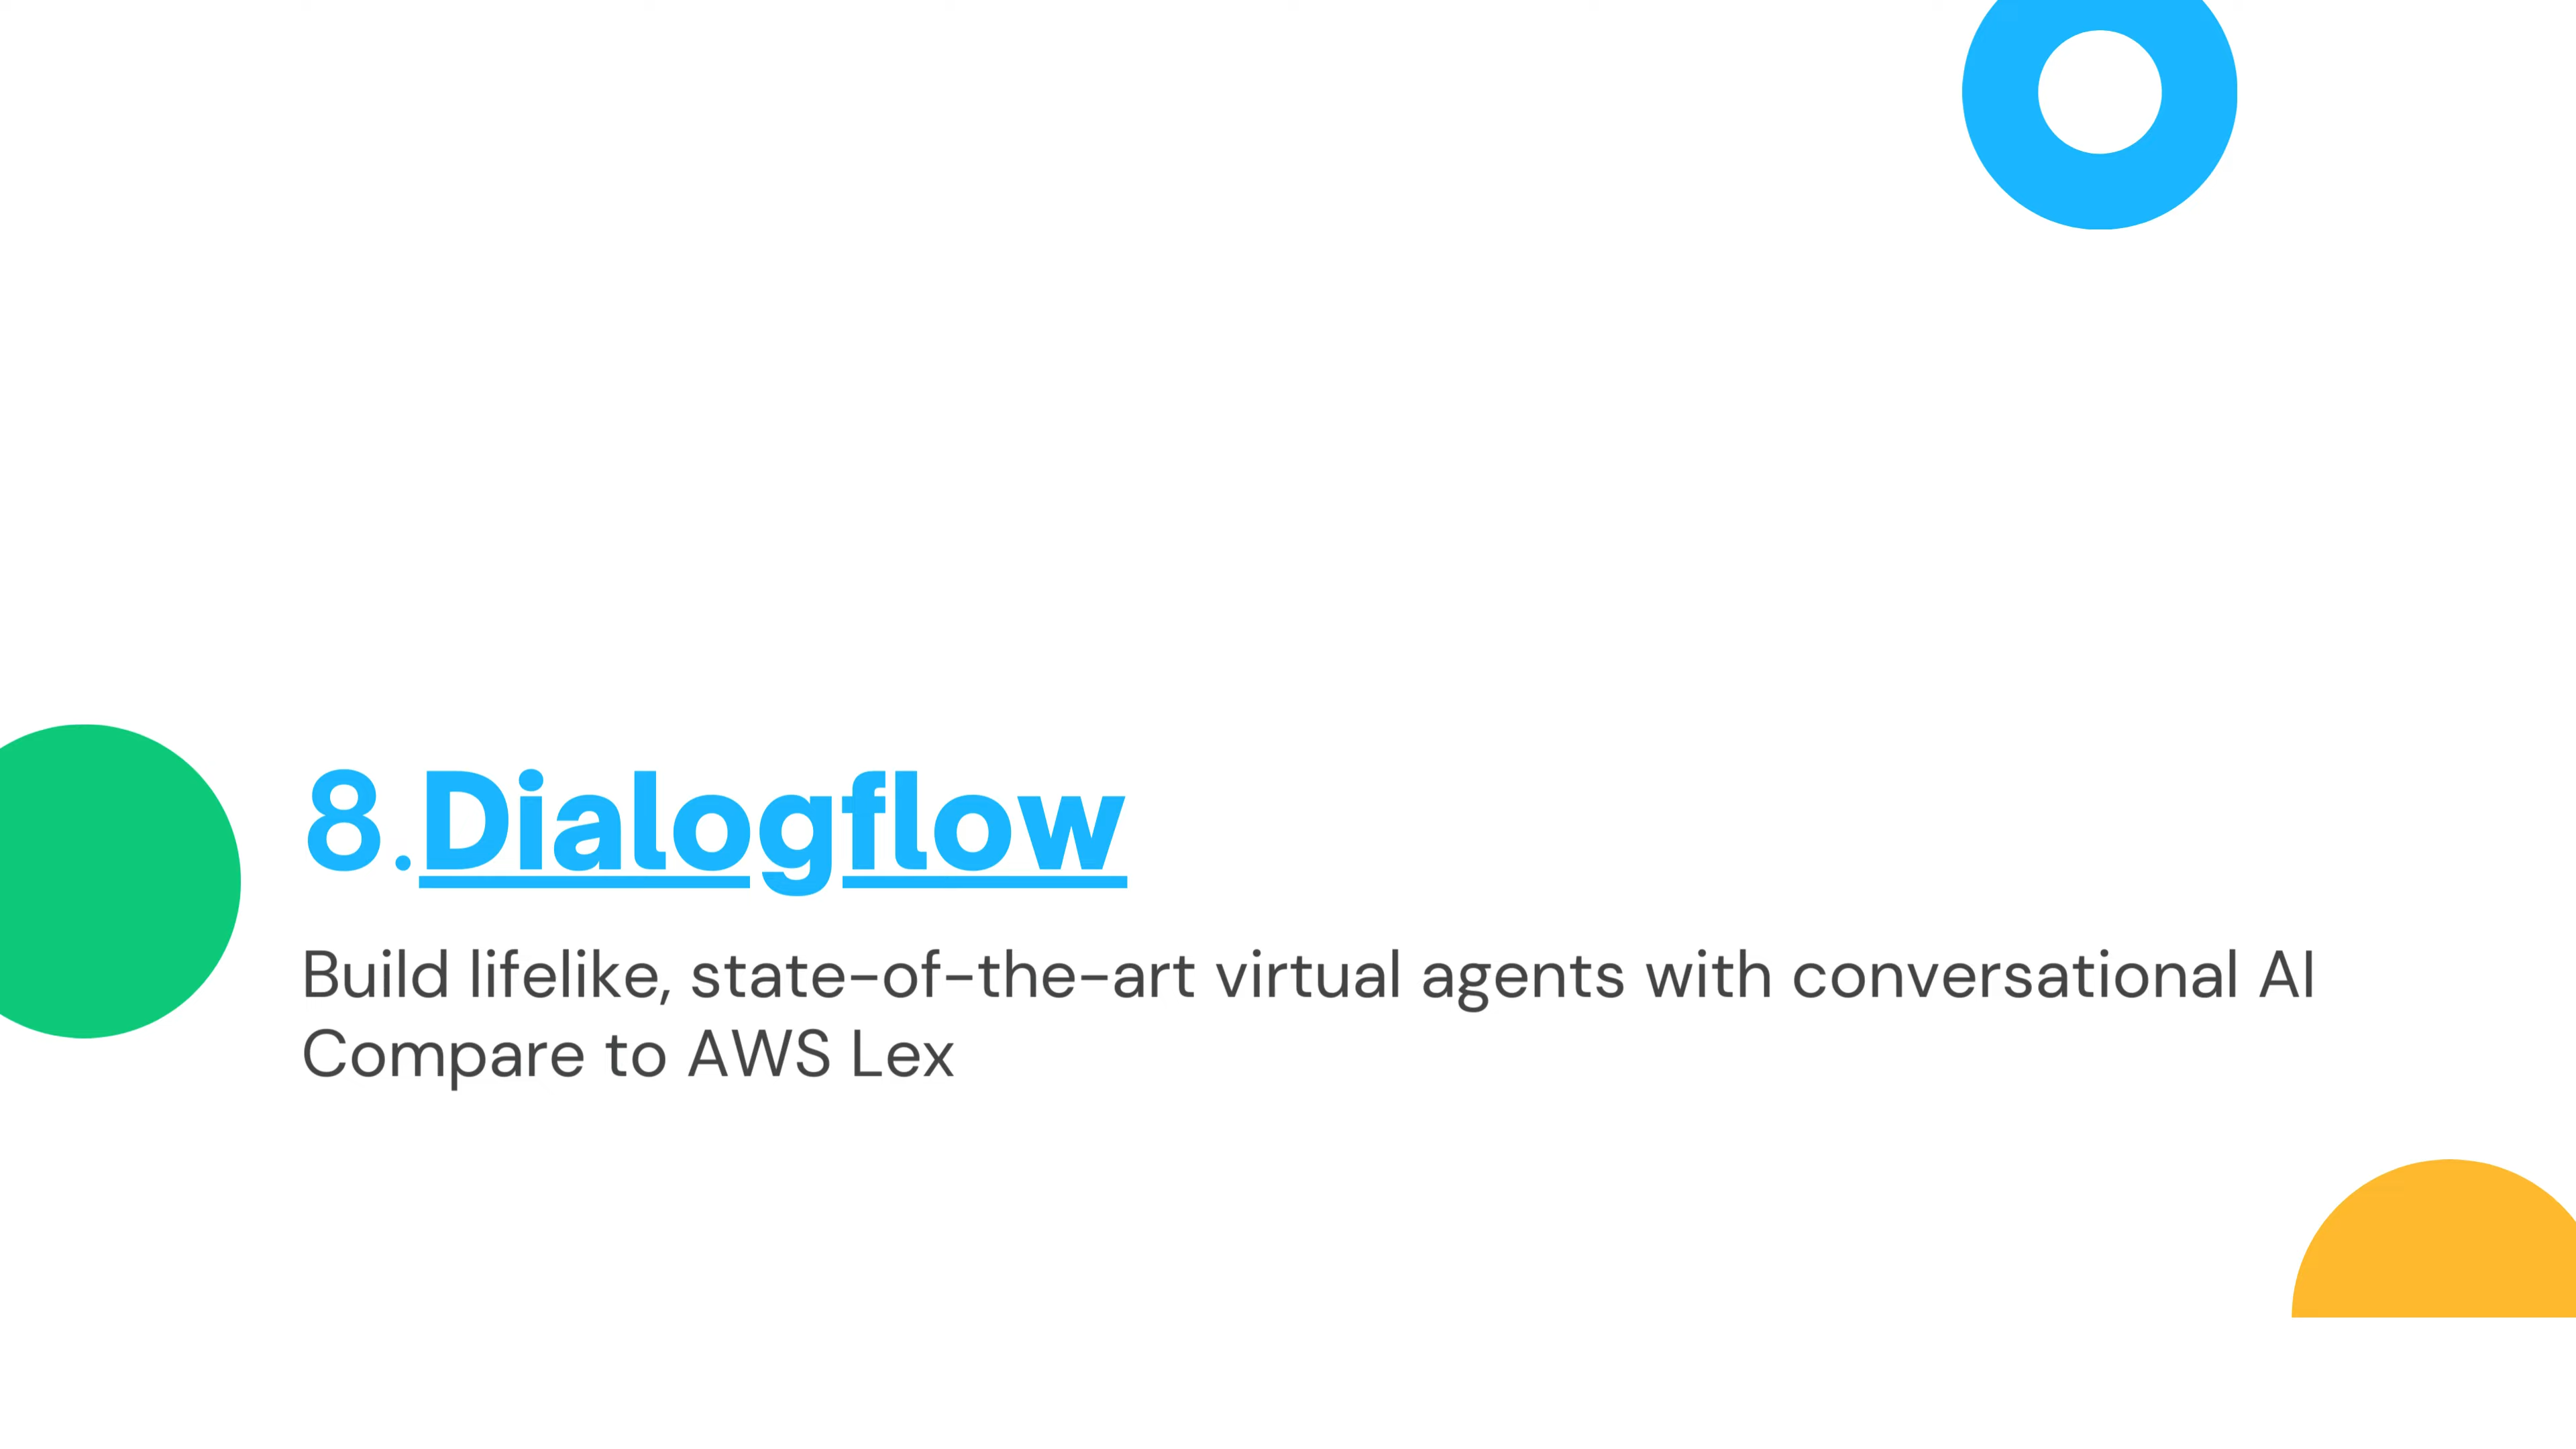 8.Dialogflow
Build lifelike, state-of-the-art virtual agents with conversational AI
Compare to AWS Lex